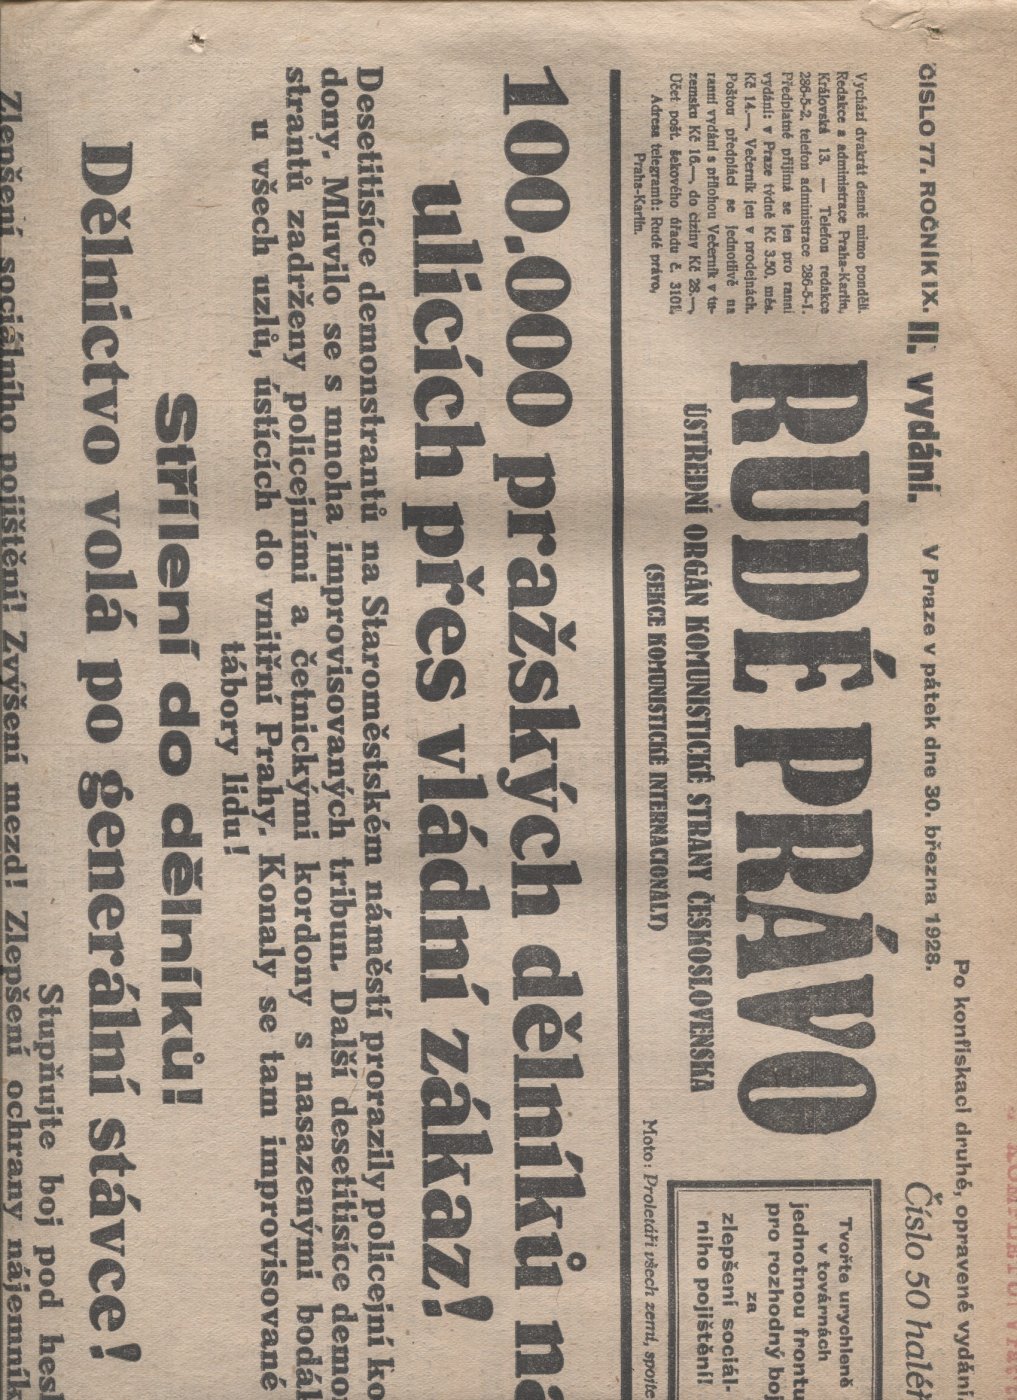 Po konfiskaci druhé, opravené vydán
ČÍSLO 77. ROČNÍK IX. II. vydání. V Praze v pátek dne 30. března 1928. Číslo 50 haléř
Vychází dvakrát denně mimo pondělí.
Redakce a administrace Praha-Karlín,
Královská 13. — Telefon redakce
286-5-2, telefon administrace 286-5-1.
Předplatné přijímá se jen pro ranní
vydání: v Praze týdně Kč 3.50, měs.
Kč 14.—, Večerník jen v prodejnách.
Poštou předplácí se jednotlivě na
ranní vydání s přílohou Večerník v tu-
zemsku Kč 16.—, do ciziny Kč 26.—,
Účet pošt. šekového úřadu č. 3101.
Adresa telegramů: Rudé právo,
Praha-Karlín.
RUDÉ PRÁVO
ÚSTŘEDNÍ ORGÁN KOMUNISTICKÉ STRANY ČESKOSLOVENSKA
(SEKCE KOMUNISTICKÉ INTERNACIONÁLY)
Tvořte urychleně
v továrnách
jednotnou frontu
pro rozhodný boj
za
zlepšení sociál-
ního pojištění!
Moto: Proletáři všech zemí, spojte
100.000 pražských dělníků na
ulicích přes vládní zákaz!
Desetitisíce demonstrantů na Staroměstském náměstí prorazily policejní ko
dony. Mluvilo se s mnoha improvisovaných tribun. Další desetitisíce demo
strantů zadrženy policejními a četnickými kordony s nasazenými bodák
u všech uzlů, ústících do vnitřní Prahy. Konaly se tam improvisované
tábory lidu!
Střílení do dělníků!
Dělnictvo volá po generální stávce!
Stupňujte boj pod hesl
Zlepšení sociálního pojištění! Zvýšení mezd! Zlepšení ochrany nájemník